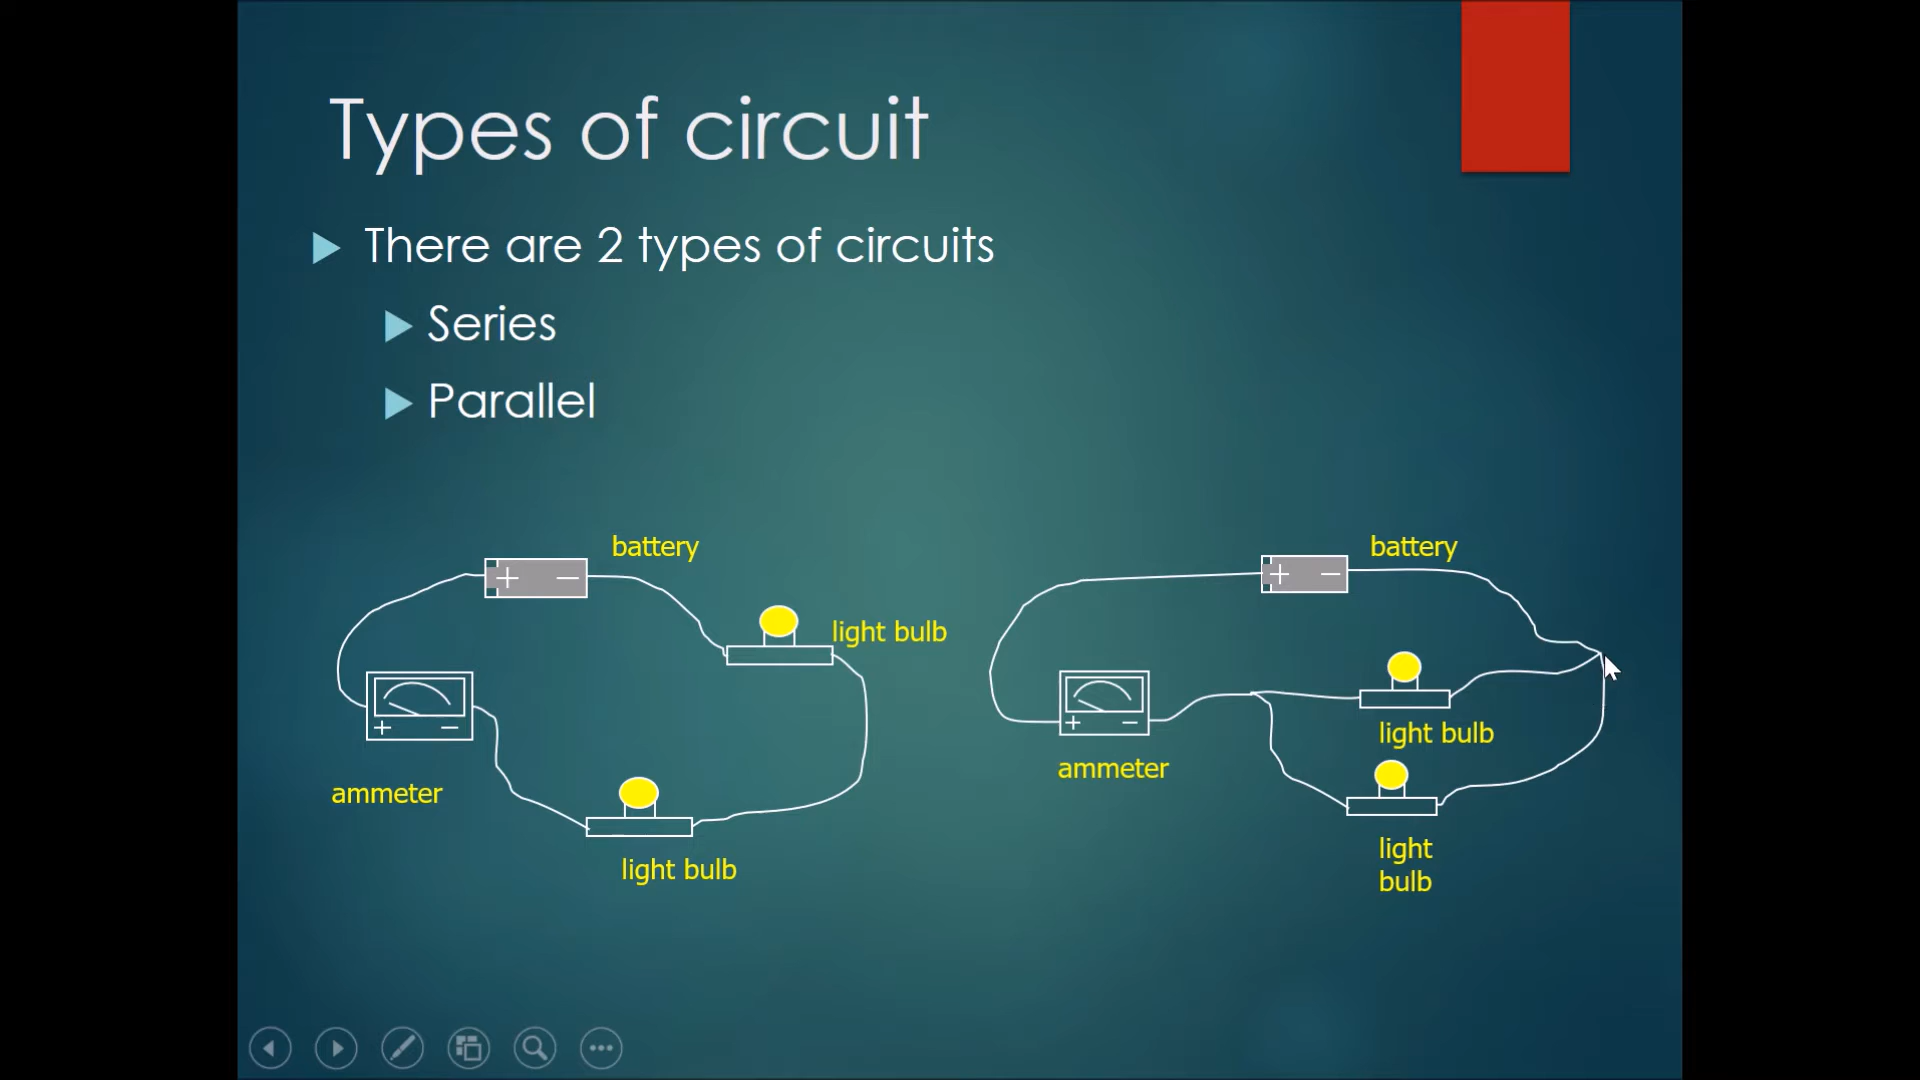 Types of circuit
There are 2 types of circuits
Series
Parallel
battery
+ −
light bulb
+ −
ammeter
light bulb
battery
+ −
light bulb
+ −
ammeter
light
bulb